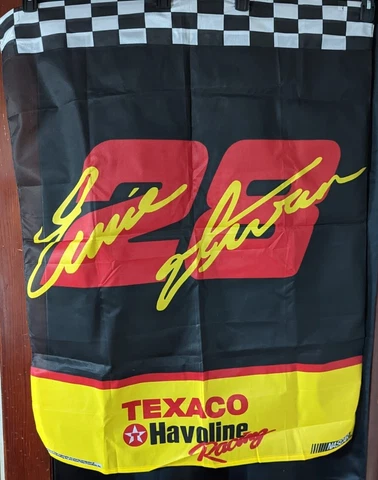 28
Ernie Irvan
TEXACO
Havoline
Racing
NASCAR